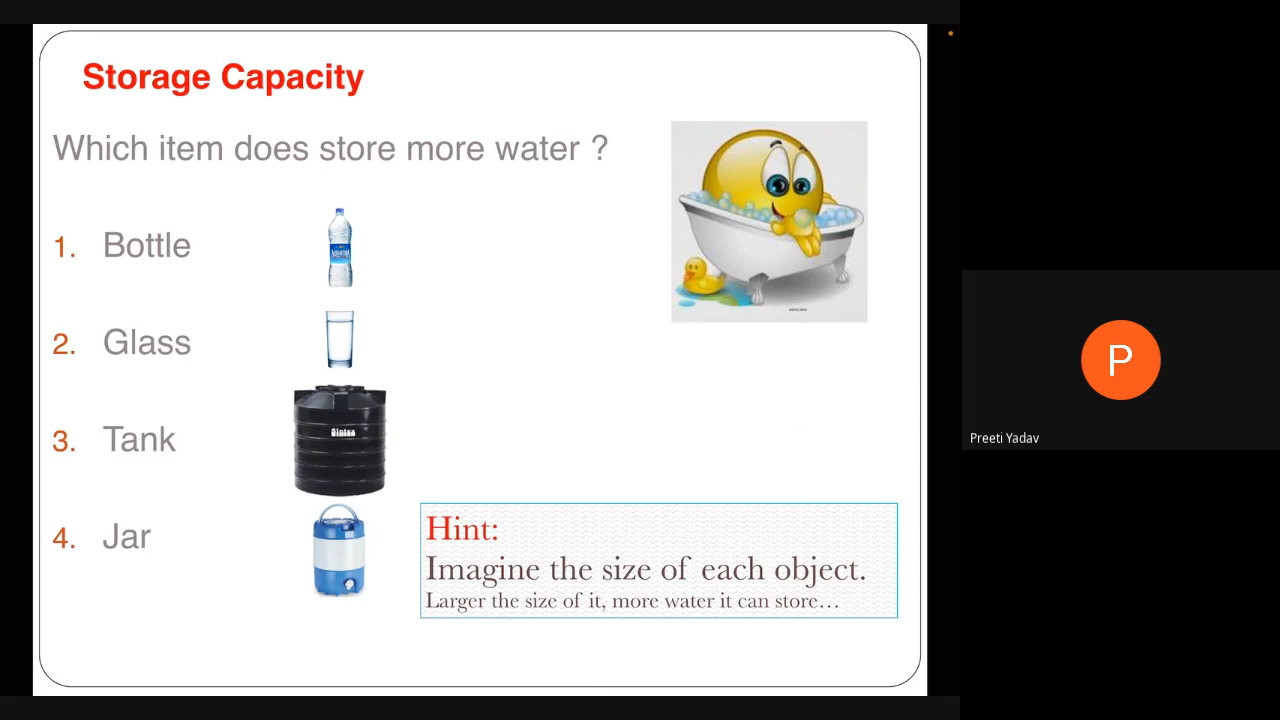 Storage Capacity
Which item does store more water ?
1. Bottle
2. Glass
3. Tank
Sintex
4. Jar
Hint:
Imagine the size of each object.
Larger the size of it, more water it can store…
P
Preeti Yadav